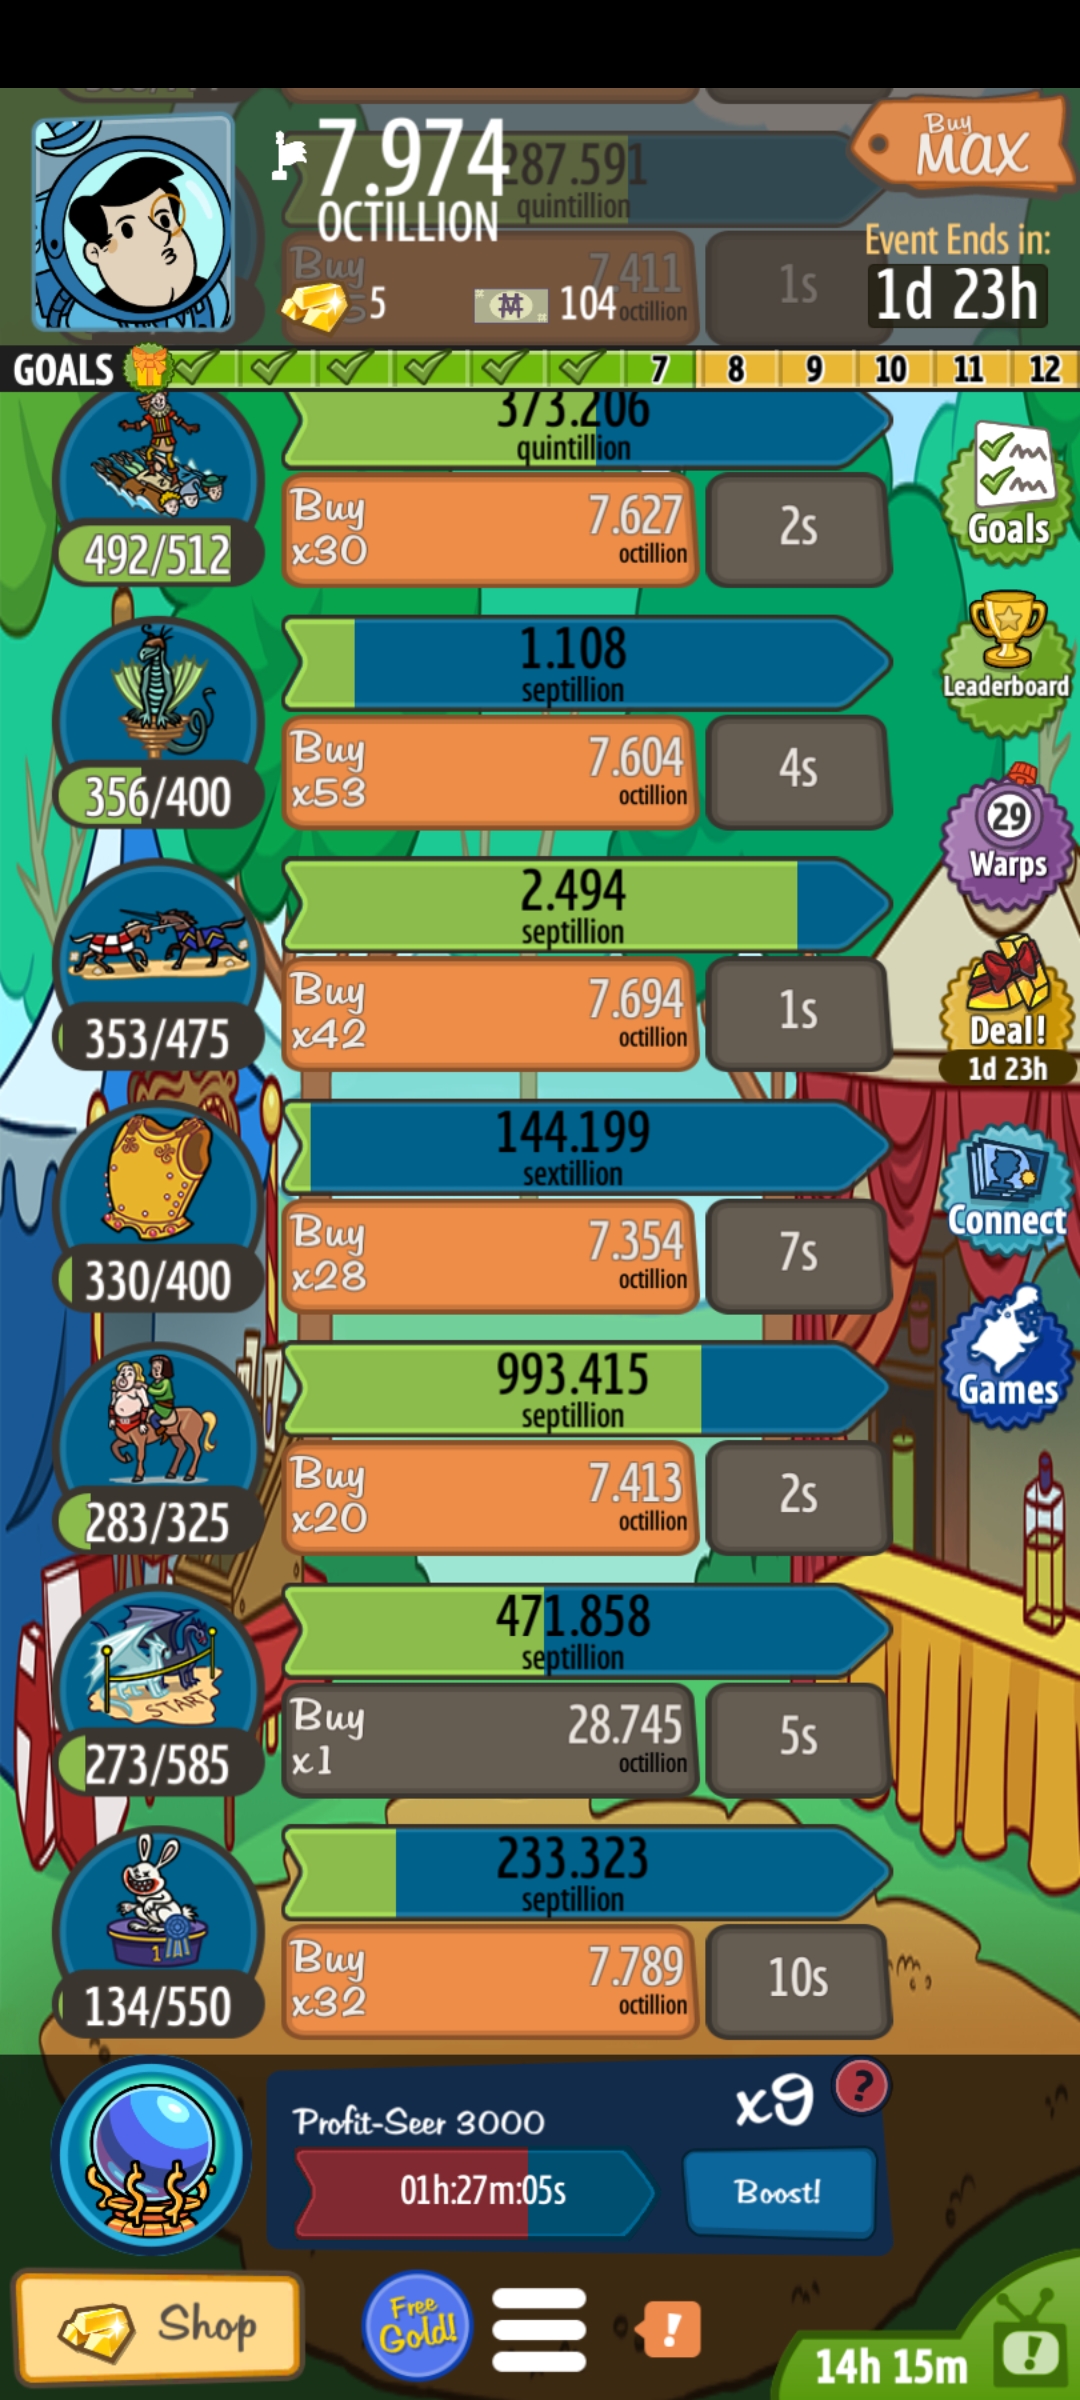 7.974
OCTILLION
287.591
quintillion
Buy
MAX
Event Ends in:
1d 23h
Buy
7.411
octillion
1s
5
104
GOALS
7 8 9 10 11 12
373.206
quintillion
492/512
Buy
x30
7.627
octillion
2s
Goals
1.108
septillion
356/400
Buy
x53
7.604
octillion
4s
Leaderboard
29
Warps
2.494
septillion
353/475
Buy
x42
7.694
octillion
1s
Deal!
1d 23h
144.199
sextillion
330/400
Buy
x28
7.354
octillion
7s
Connect
993.415
septillion
283/325
Buy
x20
7.413
octillion
2s
Games
471.858
septillion
START
273/585
Buy
x1
28.745
octillion
5s
233.323
septillion
1
134/550
Buy
x32
7.789
octillion
10s
Profit-Seer 3000
x9
?
01h:27m:05s
Boost!
Shop
Free
Gold!
!
14h 15m
!